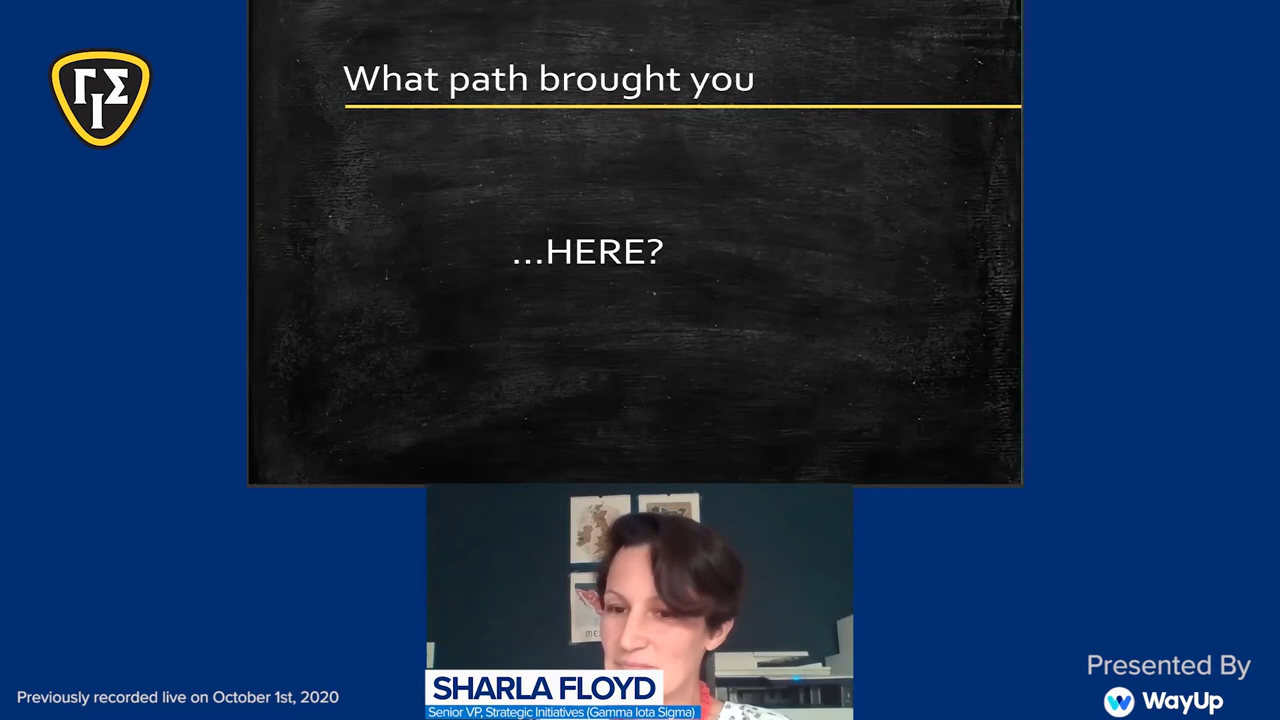 ΓΙΣ
What path brought you
...HERE?
ME
SHARLA FLOYD
Senior VP, Strategic Initiatives (Gamma Iota Sigma)
Previously recorded live on October 1st, 2020
Presented By
WayUp